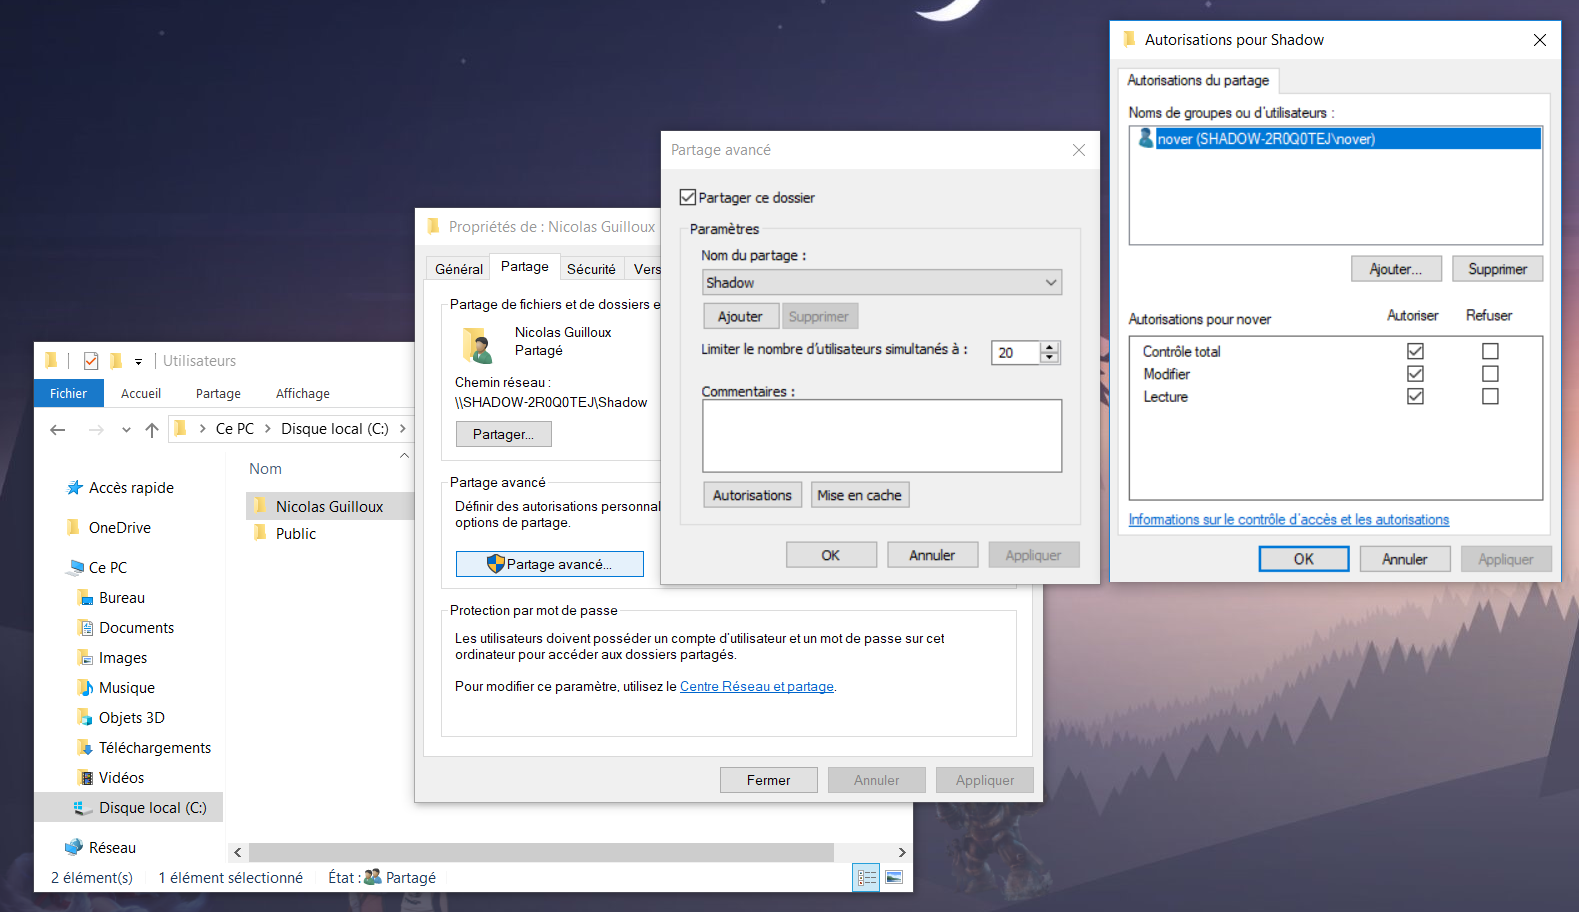 Utilisateurs
Fichier
Accueil
Partage
Affichage
Ce PC
Disque local (C:)
Accès rapide
OneDrive
Ce PC
Bureau
Documents
Images
Musique
Objets 3D
Téléchargements
Vidéos
Disque local (C:)
Réseau
Nom
Nicolas Guilloux
Public
2 élément(s)
1 élément sélectionné
État : Partagé
Propriétés de : Nicolas Guilloux
Général
Partage
Sécurité
Vers
Partage de fichiers et de dossiers e
Nicolas Guilloux
Partagé
Chemin réseau :
\\SHADOW-2R0Q0TEJ\Shadow
Partager...
Partage avancé
Définir des autorisations personnal
options de partage.
Partage avancé...
Protection par mot de passe
Les utilisateurs doivent posséder un compte d'utilisateur et un mot de passe sur cet
ordinateur pour accéder aux dossiers partagés.
Pour modifier ce paramètre, utilisez le Centre Réseau et partage.
Fermer
Annuler
Appliquer
Partage avancé
Partager ce dossier
Paramètres
Nom du partage :
Shadow
Ajouter
Supprimer
Limiter le nombre d'utilisateurs simultanés à :
20
Commentaires :
Autorisations
Mise en cache
OK
Annuler
Appliquer
Autorisations pour Shadow
Autorisations du partage
Noms de groupes ou d'utilisateurs :
nover (SHADOW-2R0Q0TEJ\nover)
Ajouter...
Supprimer
Autorisations pour nover
Autoriser
Refuser
Contrôle total
Modifier
Lecture
Informations sur le contrôle d'accès et les autorisations
OK
Annuler
Appliquer